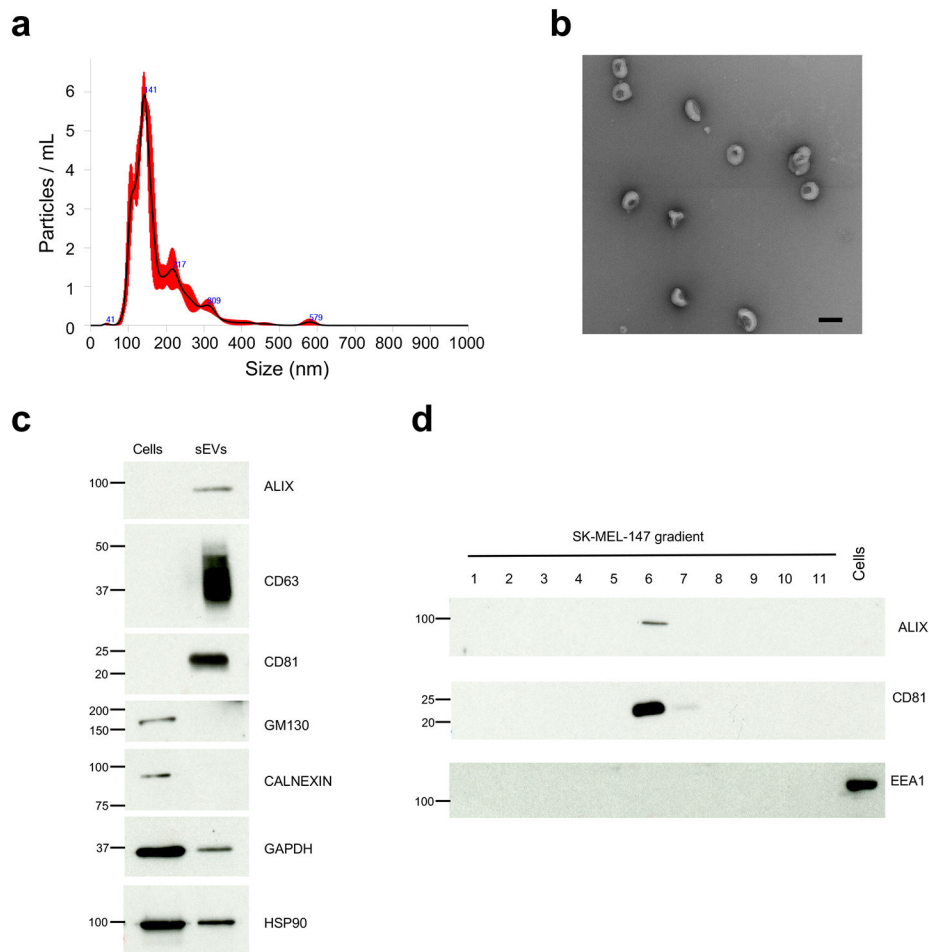 a
Particles / mL
6
5
4
3
2
1
0
141
217
309
41
579
0 100 200 300 400 500 600 700 800 900 1000
Size (nm)
b
c
Cells sEVs
100 ALIX
50
37 CD63
25
20 CD81
200
150 GM130
100
75 CALNEXIN
37 GAPDH
100 HSP90
d
SK-MEL-147 gradient
1 2 3 4 5 6 7 8 9 10 11 Cells
100 ALIX
25
20 CD81
100 EEA1